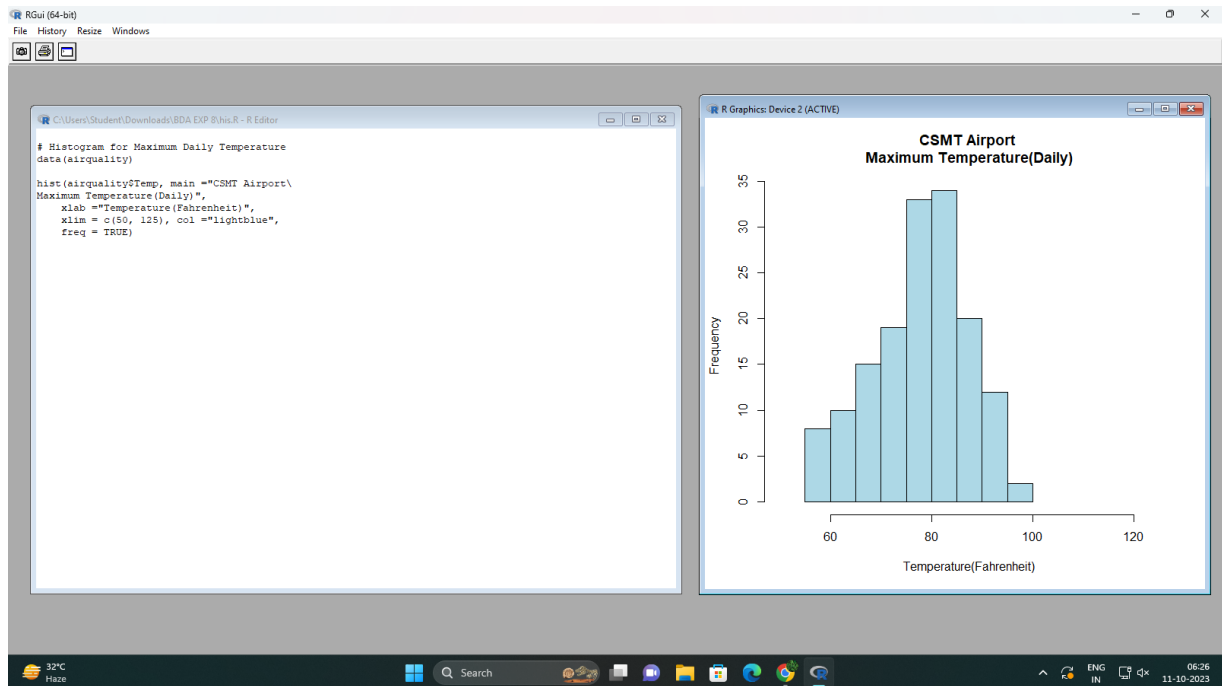 RGui (64-bit)
File History Resize Windows
C:\Users\Student\Downloads\BDA EXP 8\his.R - R Editor
# Histogram for Maximum Daily Temperature
data(airquality)
hist(airquality$Temp, main ="CSMT Airport\
Maximum Temperature(Daily)",
xlab ="Temperature(Fahrenheit)",
xlim = c(50, 125), col ="lightblue",
freq = TRUE)
R Graphics: Device 2 (ACTIVE)
CSMT Airport
Maximum Temperature(Daily)
35
30
25
20
15
10
5
0
Frequency
60 80 100 120
Temperature(Fahrenheit)
32°C
Haze
Search
ENG
IN
06:26
11-10-2023